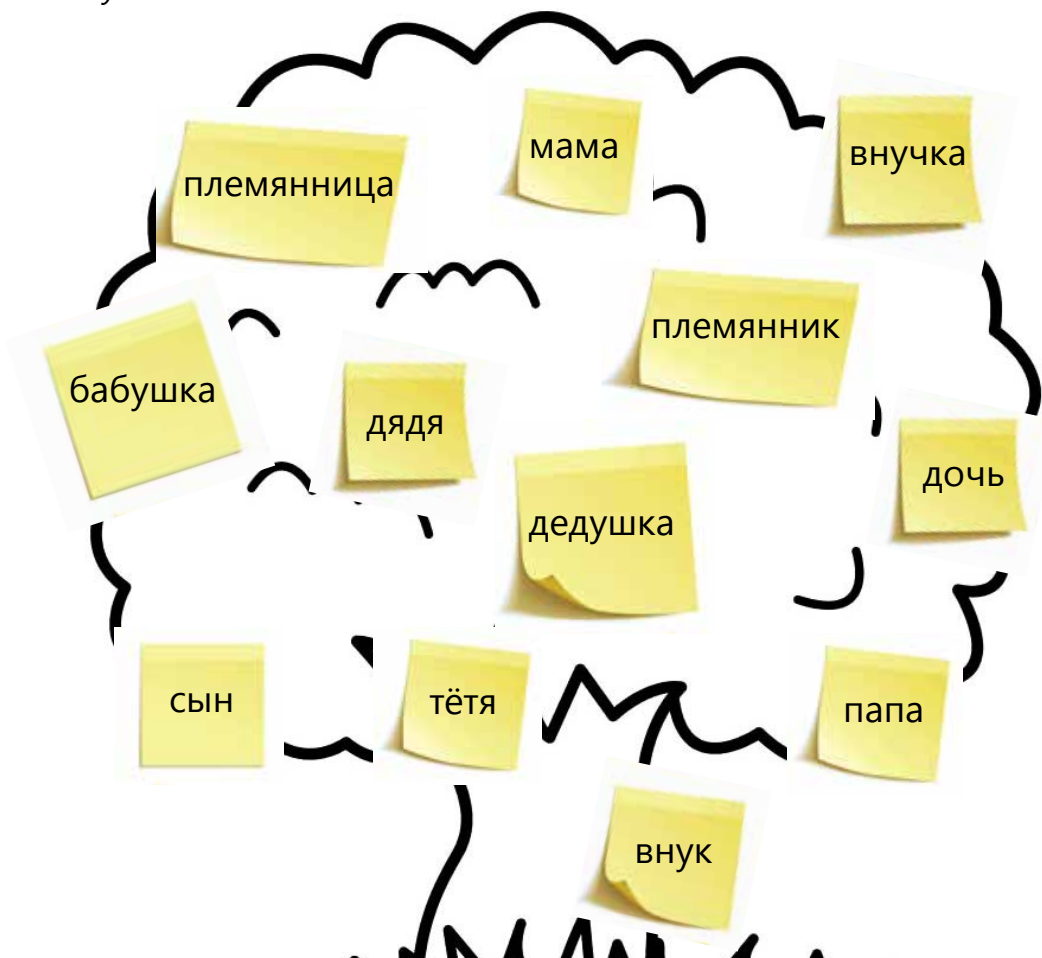 племянница
мама
внучка
племянник
бабушка
дядя
дочь
дедушка
сын
тётя
папа
внук